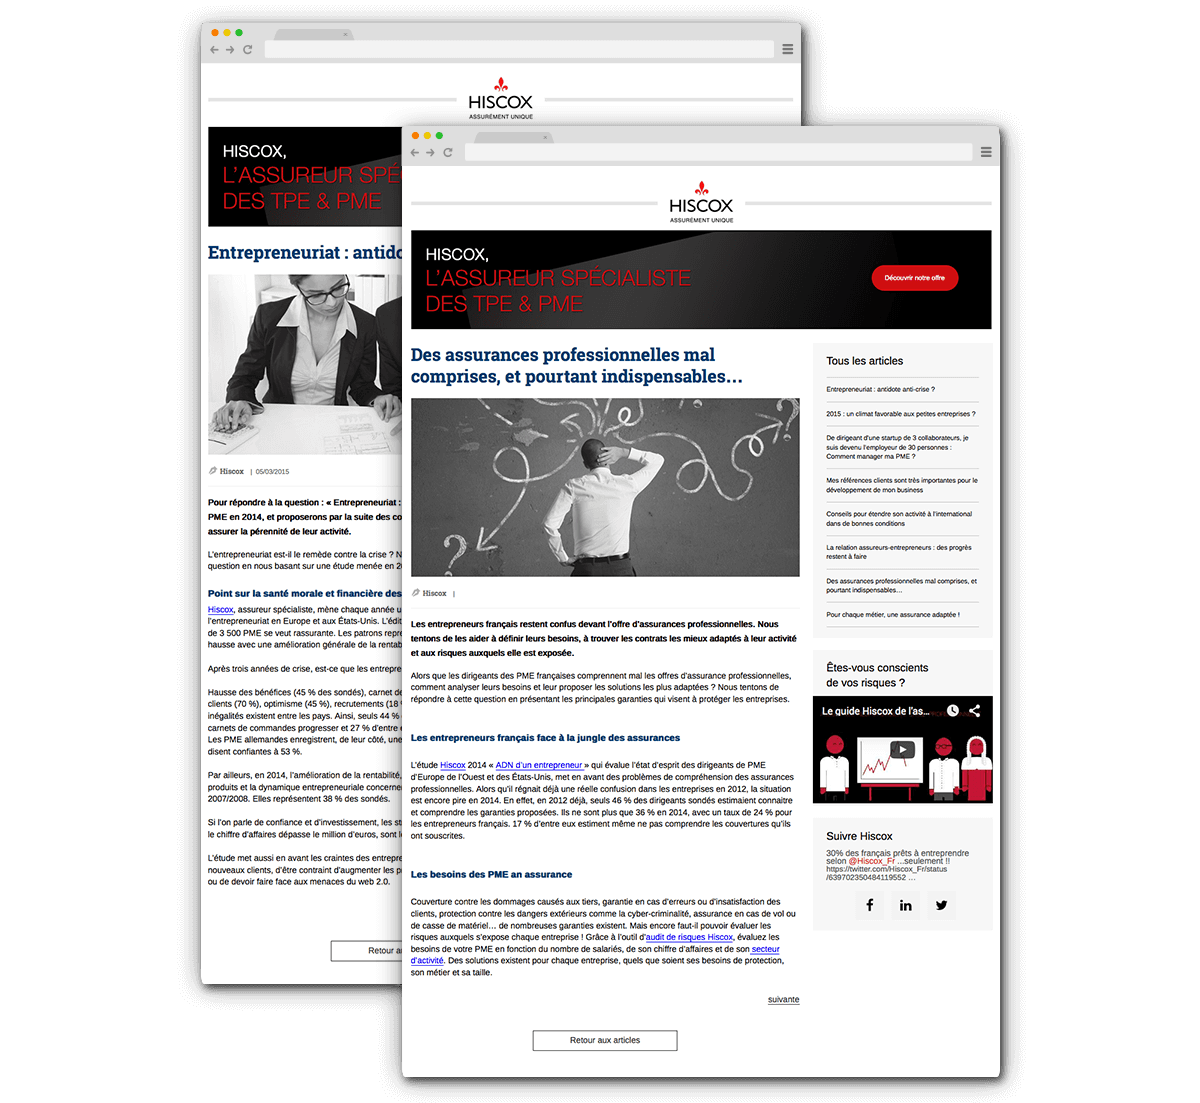 HISCOX
ASSURÉMENT UNIQUE
HISCOX,
L'ASSUREUR SPÉ
DES TPE & PME
Entrepreneuriat : antido
Hiscox | 05/03/2015
Pour répondre à la question : « Entrepreneuriat :
PME en 2014, et proposerons par la suite des co
assurer la pérennité de leur activité.
L'entrepreneuriat est-il le remède contre la crise ? N
question en nous basant sur une étude menée en 2
Point sur la santé morale et financière des
Hiscox, assureur spécialiste, mène chaque année u
l'entrepreneuriat en Europe et aux États-Unis. L'édit
de 3 500 PME se veut rassurante. Les patrons repre
hausse avec une amélioration générale de la rentab
Après trois années de crise, est-ce que les entrepre
Hausse des bénéfices (45 % des sondés), carnet de
clients (70 %), optimisme (45 %), recrutements (18
inégalités existent entre les pays. Ainsi, seuls 44 %
carnets de commandes progresser et 27 % d'entre e
Les PME allemandes enregistrent, de leur côté, une
disent confiantes à 53 %.
Par ailleurs, en 2014, l'amélioration de la rentabilité,
produits et la dynamique entrepreneuriale concerne
2007/2008. Elles représentent 38 % des sondés.
Si l'on parle de confiance et d'investissement, les st
le chiffre d'affaires dépasse le million d'euros, sont l
L'étude met aussi en avant les craintes des entrepre
nouveaux clients, d'être contraint d'augmenter les p
ou de devoir faire face aux menaces du web 2.0.
Retour a
HISCOX
ASSURÉMENT UNIQUE
HISCOX,
L'ASSUREUR SPÉCIALISTE
DES TPE & PME
Découvrir notre offre
Des assurances professionnelles mal
comprises, et pourtant indispensables…
Hiscox |
Les entrepreneurs français restent confus devant l'offre d'assurances professionnelles. Nous
tentons de les aider à définir leurs besoins, à trouver les contrats les mieux adaptés à leur activité
et aux risques auxquels elle est exposée.
Alors que les dirigeants des PME françaises comprennent mal les offres d'assurance professionnelles,
comment analyser leurs besoins et leur proposer les solutions les plus adaptées ? Nous tentons de
répondre à cette question en présentant les principales garanties qui visent à protéger les entreprises.
Les entrepreneurs français face à la jungle des assurances
L'étude Hiscox 2014 « ADN d'un entrepreneur » qui évalue l'état d'esprit des dirigeants de PME
d'Europe de l'Ouest et des États-Unis, met en avant des problèmes de compréhension des assurances
professionnelles. Alors qu'il régnait déjà une réelle confusion dans les entreprises en 2012, la situation
est encore pire en 2014. En effet, en 2012 déjà, seuls 46 % des dirigeants sondés estimaient connaitre
et comprendre les garanties proposées. Ils ne sont plus que 36 % en 2014, avec un taux de 24 % pour
les entrepreneurs français. 17 % d'entre eux estiment même ne pas comprendre les couvertures qu'ils
ont souscrites.
Les besoins des PME an assurance
Couverture contre les dommages causés aux tiers, garantie en cas d'erreurs ou d'insatisfaction des
clients, protection contre les dangers extérieurs comme la cyber-criminalité, assurance en cas de vol ou
de casse de matériel… de nombreuses garanties existent. Mais encore faut-il pouvoir évaluer les
risques auxquels s'expose chaque entreprise ! Grâce à l'outil d'audit de risques Hiscox, évaluez les
besoins de votre PME en fonction du nombre de salariés, de son chiffre d'affaires et de son secteur
d'activité. Des solutions existent pour chaque entreprise, quels que soient ses besoins de protection,
son métier et sa taille.
suivante
Retour aux articles
Tous les articles
Entrepreneuriat : antidote anti-crise ?
2015 : un climat favorable aux petites entreprises ?
De dirigeant d'une startup de 3 collaborateurs, je
suis devenu l'employeur de 30 personnes :
Comment manager ma PME ?
Mes références clients sont très importantes pour le
développement de mon business
Conseils pour étendre son activité à l'international
dans de bonnes conditions
La relation assureurs-entrepreneurs : des progrès
restent à faire
Des assurances professionnelles mal comprises, et
pourtant indispensables…
Pour chaque métier, une assurance adaptée !
Êtes-vous conscients
de vos risques ?
Le guide Hiscox de l'as...
Suivre Hiscox
30% des français prêts à entreprendre
selon @Hiscox_Fr ...seulement !!
https://twitter.com/Hiscox_Fr/status
/639702350484119552 …